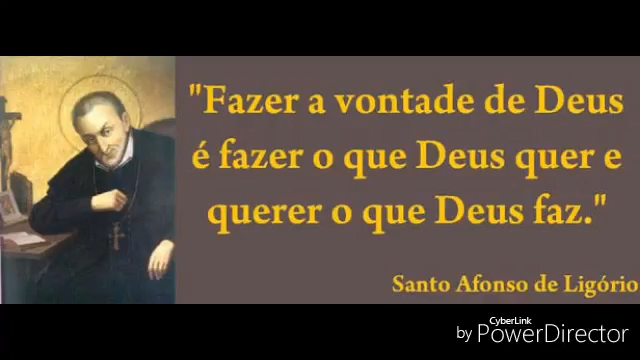 "Fazer a vontade de Deus
é fazer o que Deus quer e
querer o que Deus faz."
Santo Afonso de Ligório
CyberLink
by PowerDirector